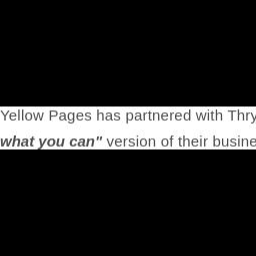 Yellow Pages has partnered with Thry
what you can" version of their busine